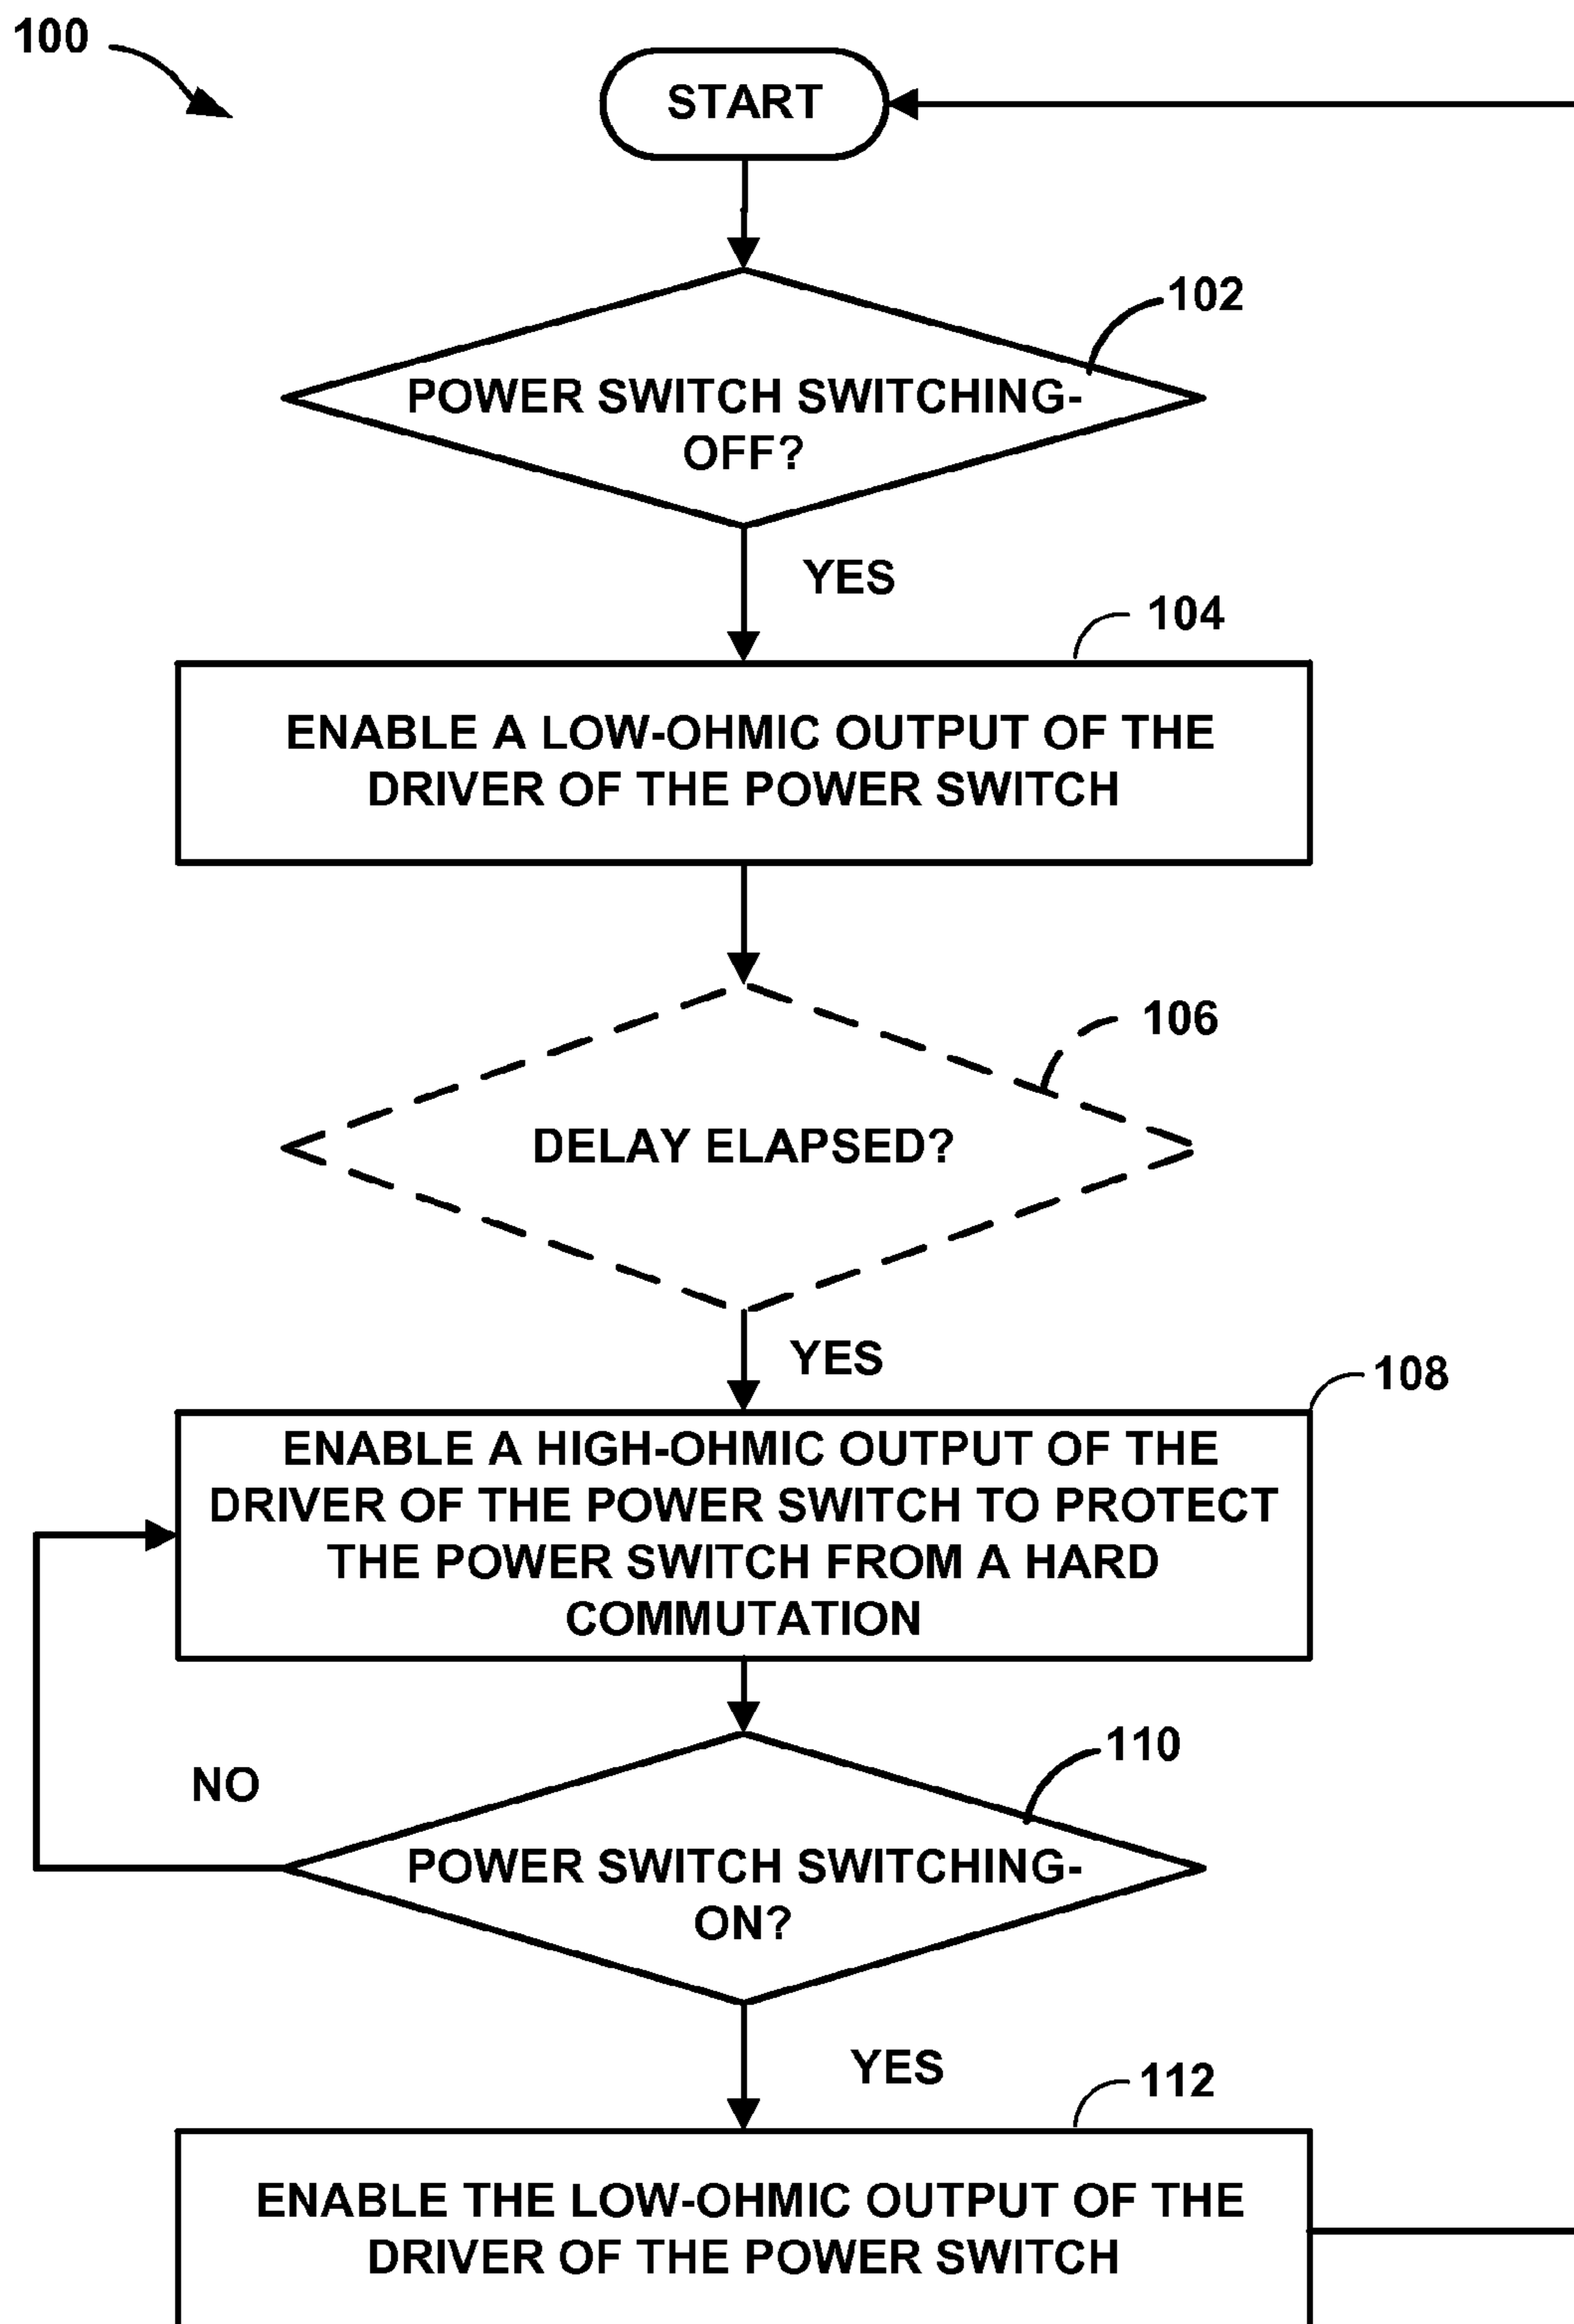 100
START
102
POWER SWITCH SWITCHING-
OFF?
YES
104
ENABLE A LOW-OHMIC OUTPUT OF THE
DRIVER OF THE POWER SWITCH
106
DELAY ELAPSED?
YES
108
ENABLE A HIGH-OHMIC OUTPUT OF THE
DRIVER OF THE POWER SWITCH TO PROTECT
THE POWER SWITCH FROM A HARD
COMMUTATION
110
NO
POWER SWITCH SWITCHING-
ON?
YES
112
ENABLE THE LOW-OHMIC OUTPUT OF THE
DRIVER OF THE POWER SWITCH